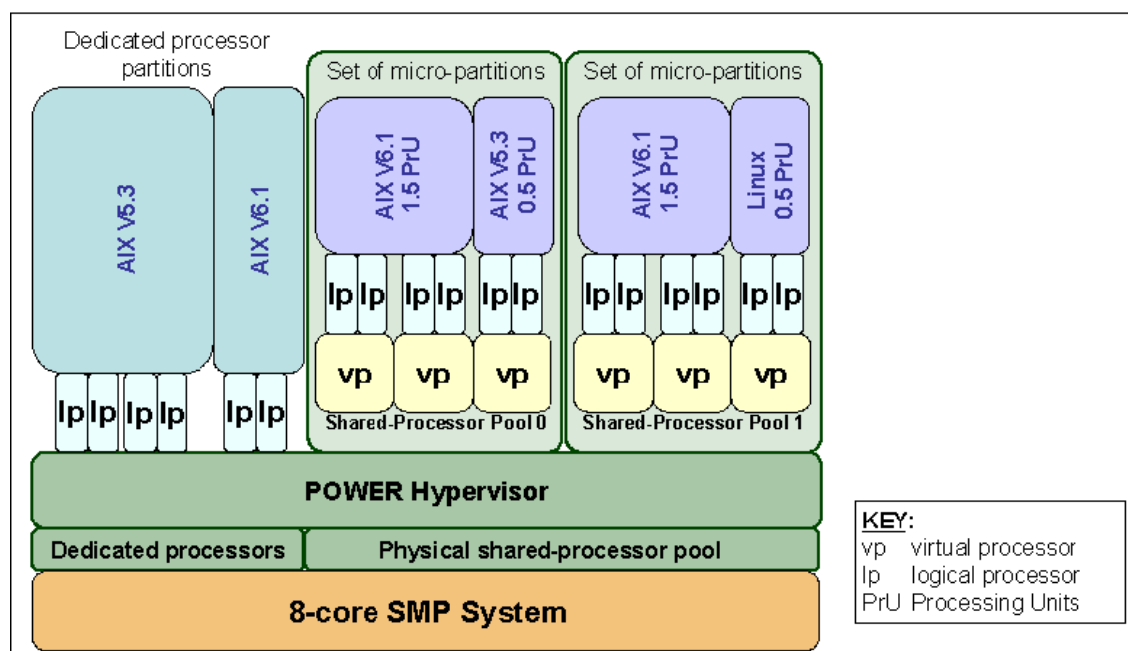 Dedicated processor
partitions
Set of micro-partitions
Set of micro-partitions
AIX V5.3
AIX V6.1
AIX V6.1
1.5 PrU
AIX V5.3
0.5 PrU
AIX V6.1
1.5 PrU
Linux
0.5 PrU
lp lp lp lp lp lp
lp lp lp lp lp lp
vp vp vp
vp vp vp
Shared-Processor Pool 0
Shared-Processor Pool 1
lp lp lp lp
lp lp
POWER Hypervisor
Dedicated processors
Physical shared-processor pool
8-core SMP System
KEY:
vp virtual processor
lp logical processor
PrU Processing Units